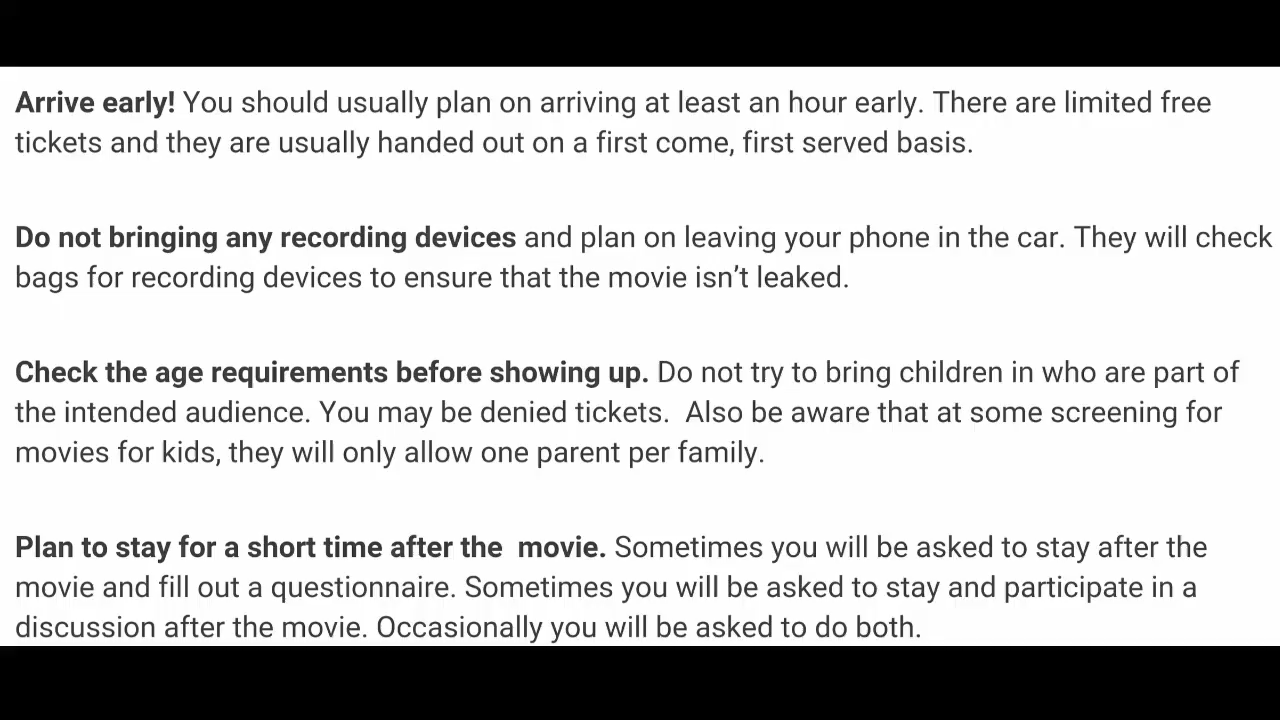 Arrive early! You should usually plan on arriving at least an hour early. There are limited free
tickets and they are usually handed out on a first come, first served basis.
Do not bringing any recording devices and plan on leaving your phone in the car. They will check
bags for recording devices to ensure that the movie isn’t leaked.
Check the age requirements before showing up. Do not try to bring children in who are part of
the intended audience. You may be denied tickets.  Also be aware that at some screening for
movies for kids, they will only allow one parent per family.
Plan to stay for a short time after the  movie. Sometimes you will be asked to stay after the
movie and fill out a questionnaire. Sometimes you will be asked to stay and participate in a
discussion after the movie. Occasionally you will be asked to do both.